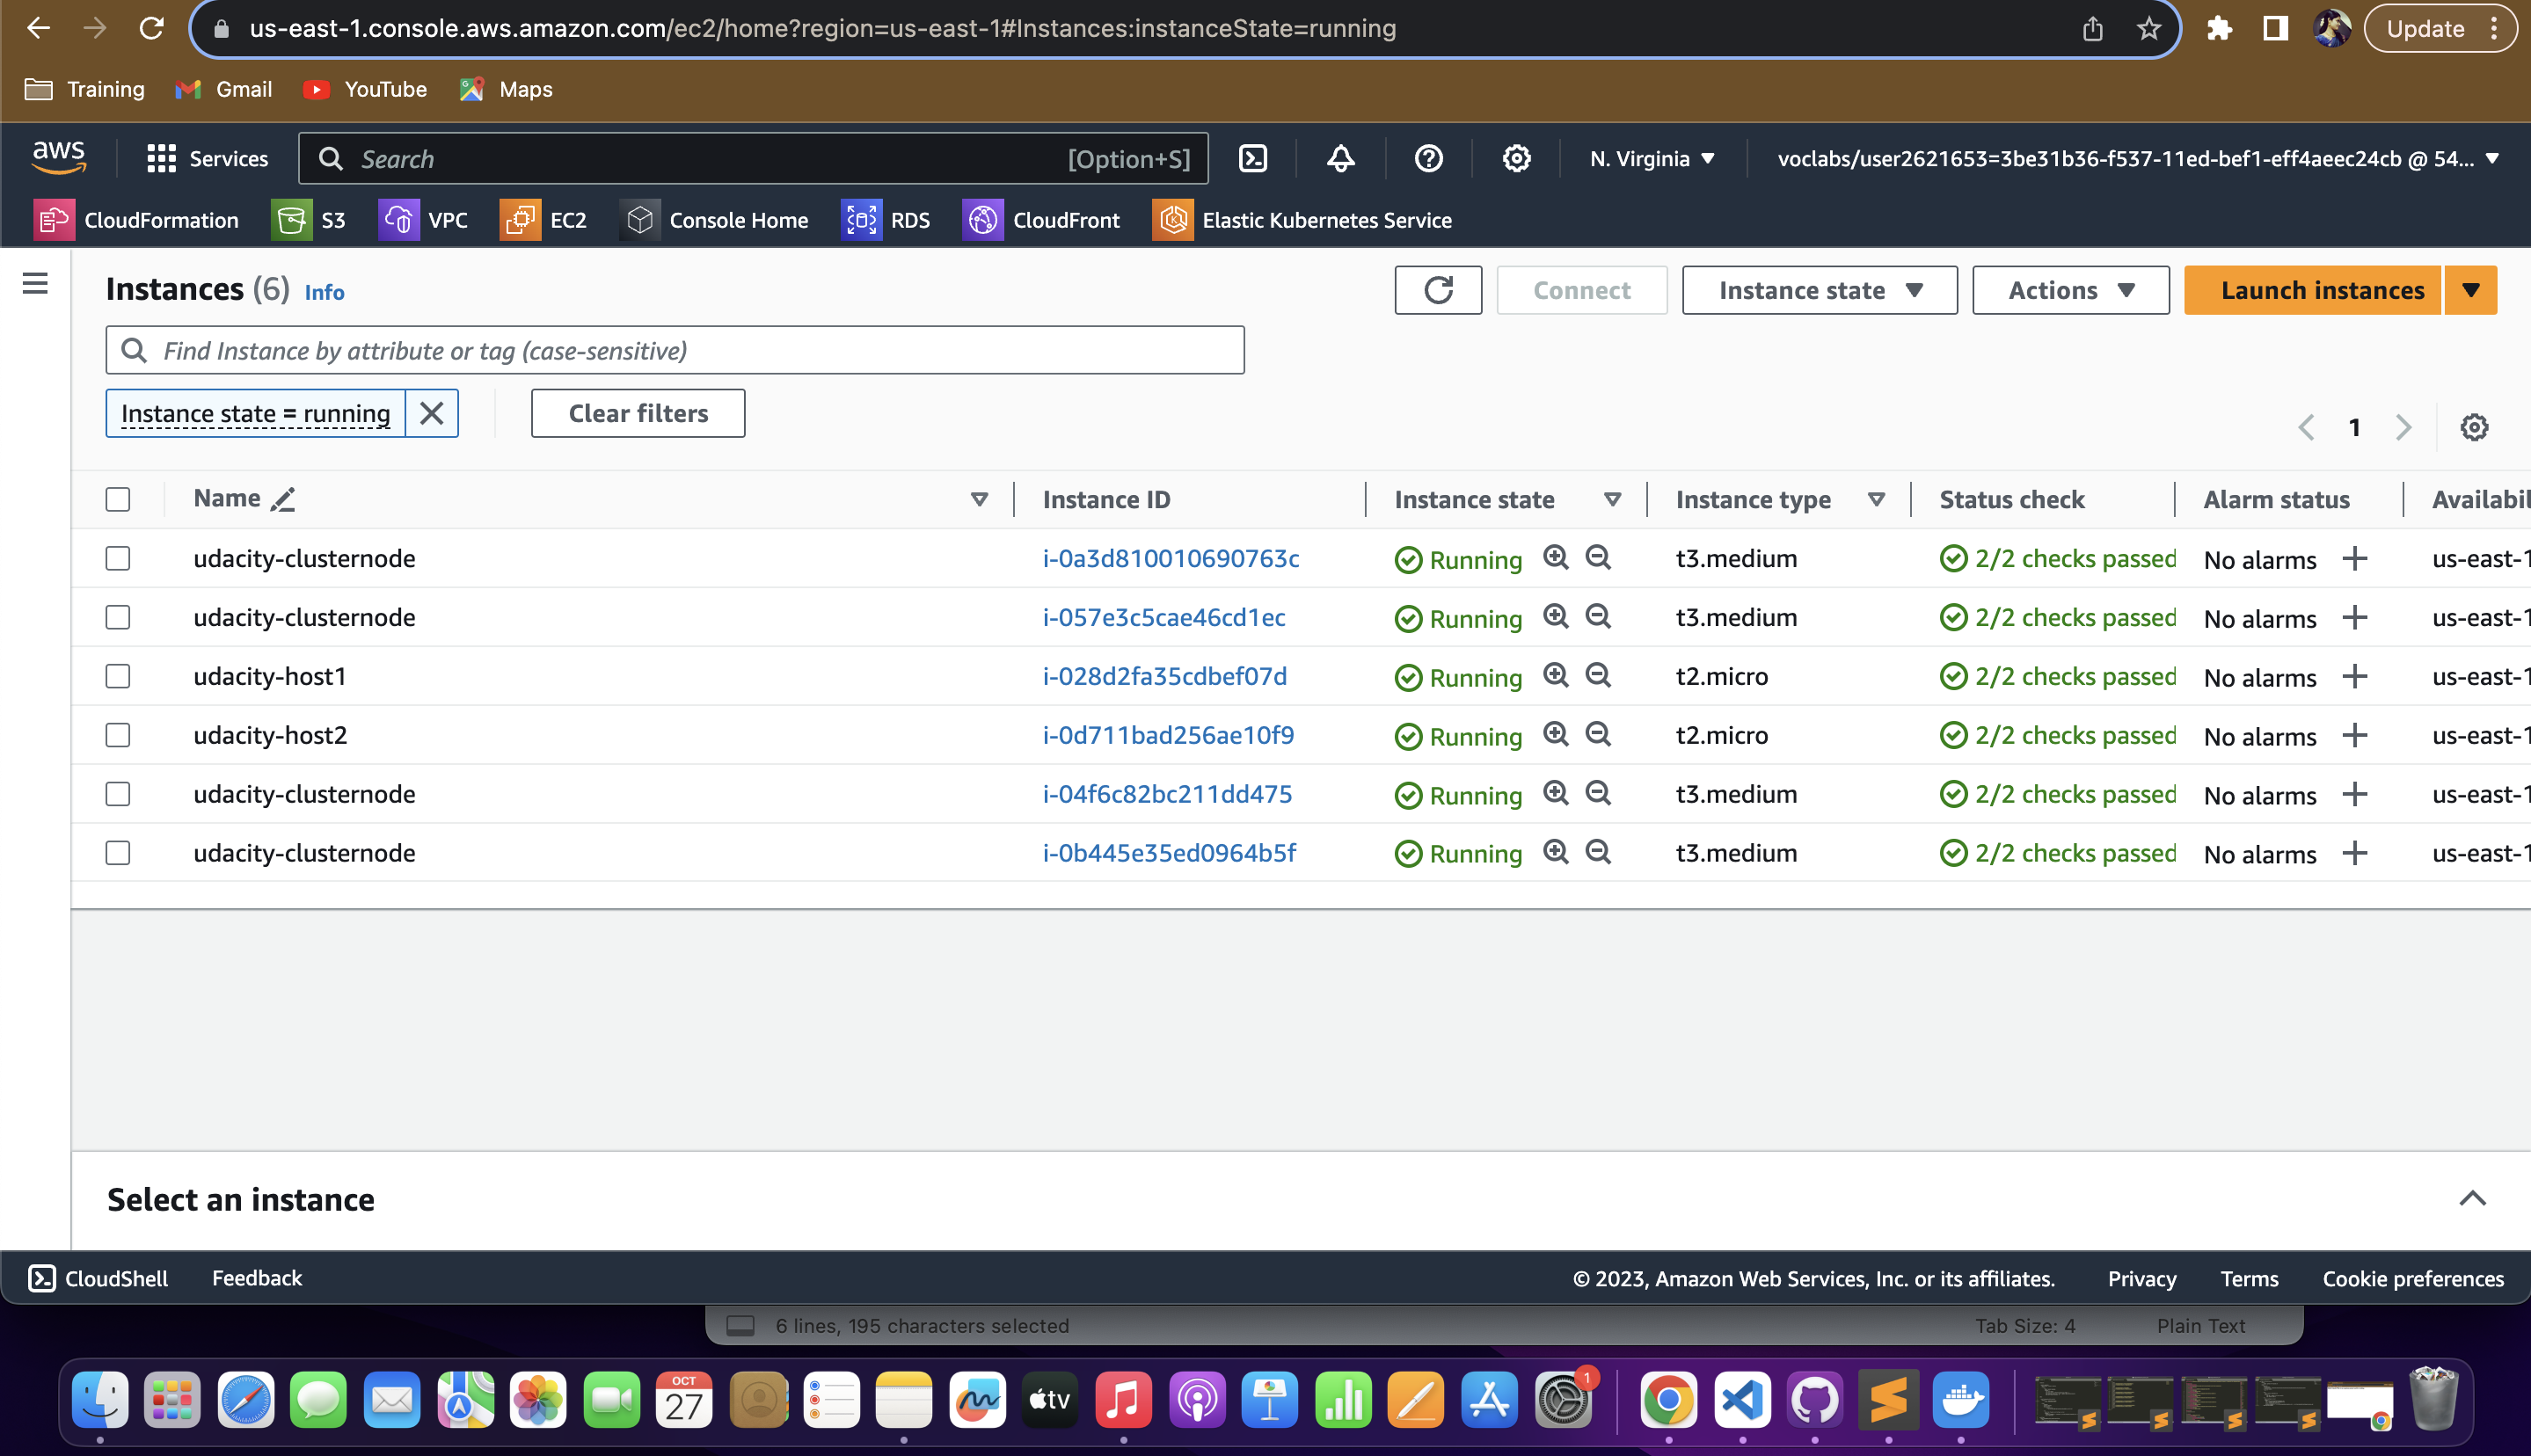 us-east-1.console.aws.amazon.com/ec2/home?region=us-east-1#Instances:instanceState=running
Update
Training Gmail YouTube Maps
aws Services Search [Option+S] N. Virginia voclabs/user2621653=3be31b36-f537-11ed-bef1-eff4aeec24cb @ 54...
CloudFormation S3 VPC EC2 Console Home RDS CloudFront Elastic Kubernetes Service
Instances (6) Info Connect Instance state Actions Launch instances
Find Instance by attribute or tag (case-sensitive)
Instance state = running Clear filters 1
Name Instance ID Instance state Instance type Status check Alarm status Availabil
udacity-clusternode i-0a3d810010690763c Running t3.medium 2/2 checks passed No alarms us-east-1
udacity-clusternode i-057e3c5cae46cd1ec Running t3.medium 2/2 checks passed No alarms us-east-1
udacity-host1 i-028d2fa35cdbef07d Running t2.micro 2/2 checks passed No alarms us-east-1
udacity-host2 i-0d711bad256ae10f9 Running t2.micro 2/2 checks passed No alarms us-east-1
udacity-clusternode i-04f6c82bc211dd475 Running t3.medium 2/2 checks passed No alarms us-east-1
udacity-clusternode i-0b445e35ed0964b5f Running t3.medium 2/2 checks passed No alarms us-east-1
Select an instance
CloudShell Feedback © 2023, Amazon Web Services, Inc. or its affiliates. Privacy Terms Cookie preferences
6 lines, 195 characters selected Tab Size: 4 Plain Text
OCT
27
tv
1